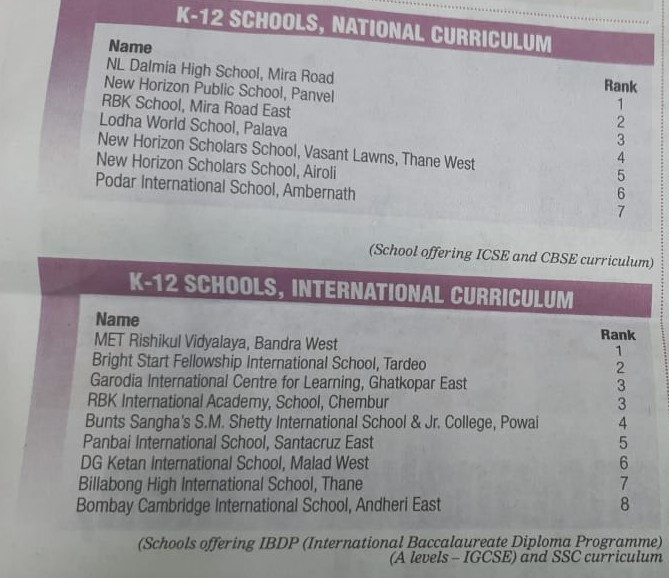 K-12 SCHOOLS, NATIONAL CURRICULUM
Name Rank
NL Dalmia High School, Mira Road 1
New Horizon Public School, Panvel 2
RBK School, Mira Road East 3
Lodha World School, Palava 4
New Horizon Scholars School, Vasant Lawns, Thane West 5
New Horizon Scholars School, Airoli 6
Podar International School, Ambernath 7
(School offering ICSE and CBSE curriculum)
K-12 SCHOOLS, INTERNATIONAL CURRICULUM
Name Rank
MET Rishikul Vidyalaya, Bandra West 1
Bright Start Fellowship International School, Tardeo 2
Garodia International Centre for Learning, Ghatkopar East 3
RBK International Academy, School, Chembur 3
Bunts Sangha's S.M. Shetty International School & Jr. College, Powai 4
Panbai International School, Santacruz East 5
DG Ketan International School, Malad West 6
Billabong High International School, Thane 7
Bombay Cambridge International School, Andheri East 8
(Schools offering IBDP (International Baccalaureate Diploma Programme)
(A levels – IGCSE) and SSC curriculum